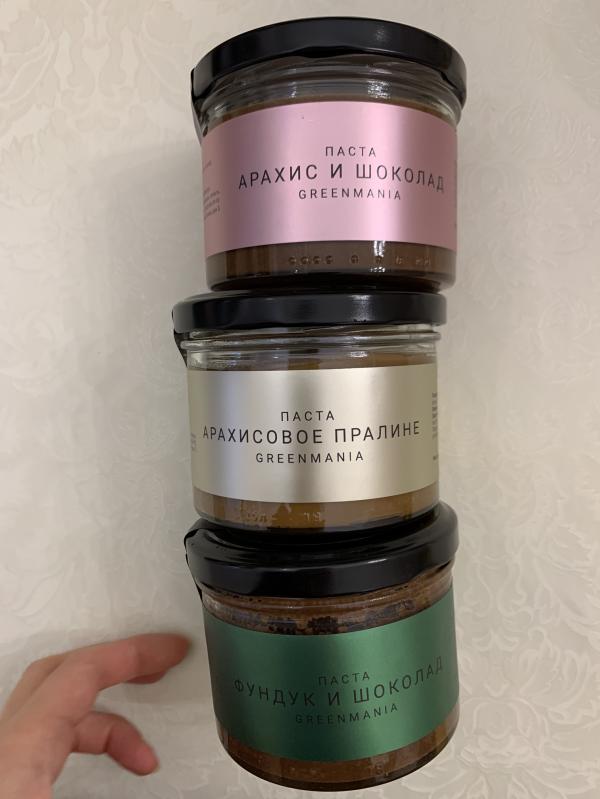 ПАСТА
АРАХИС И ШОКОЛАД
GREENMANIA
ПАСТА
АРАХИСОВОЕ ПРАЛИНЕ
GREENMANIA
ПАСТА
ФУНДУК И ШОКОЛАД
GREENMANIA